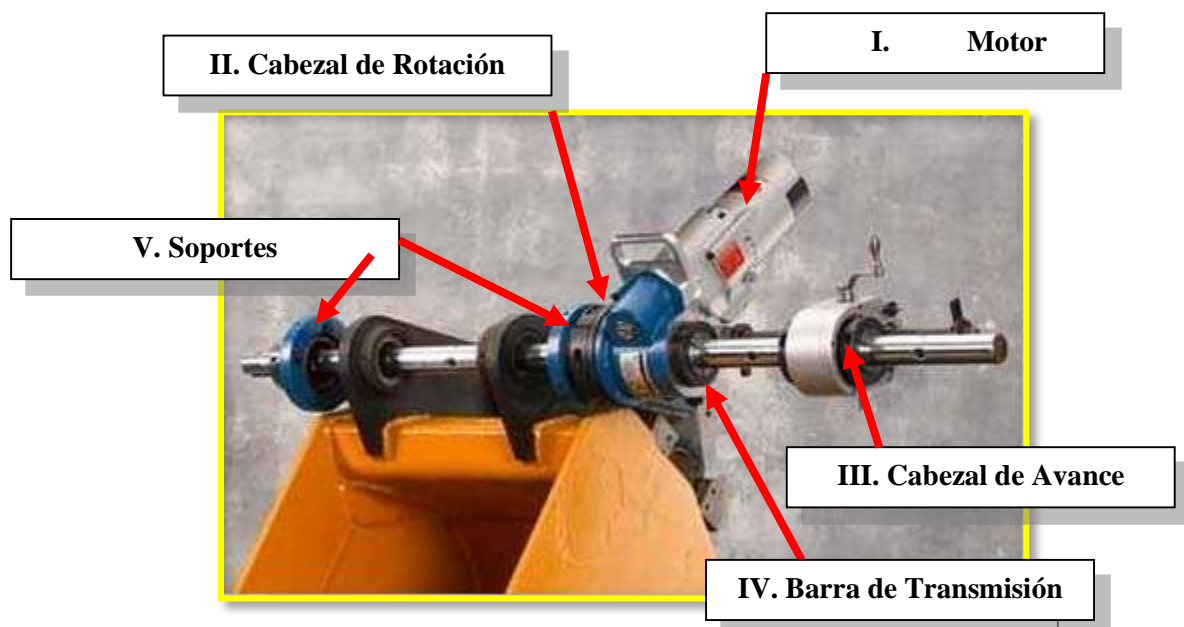 I. Motor
II. Cabezal de Rotación
V. Soportes
III. Cabezal de Avance
IV. Barra de Transmisión